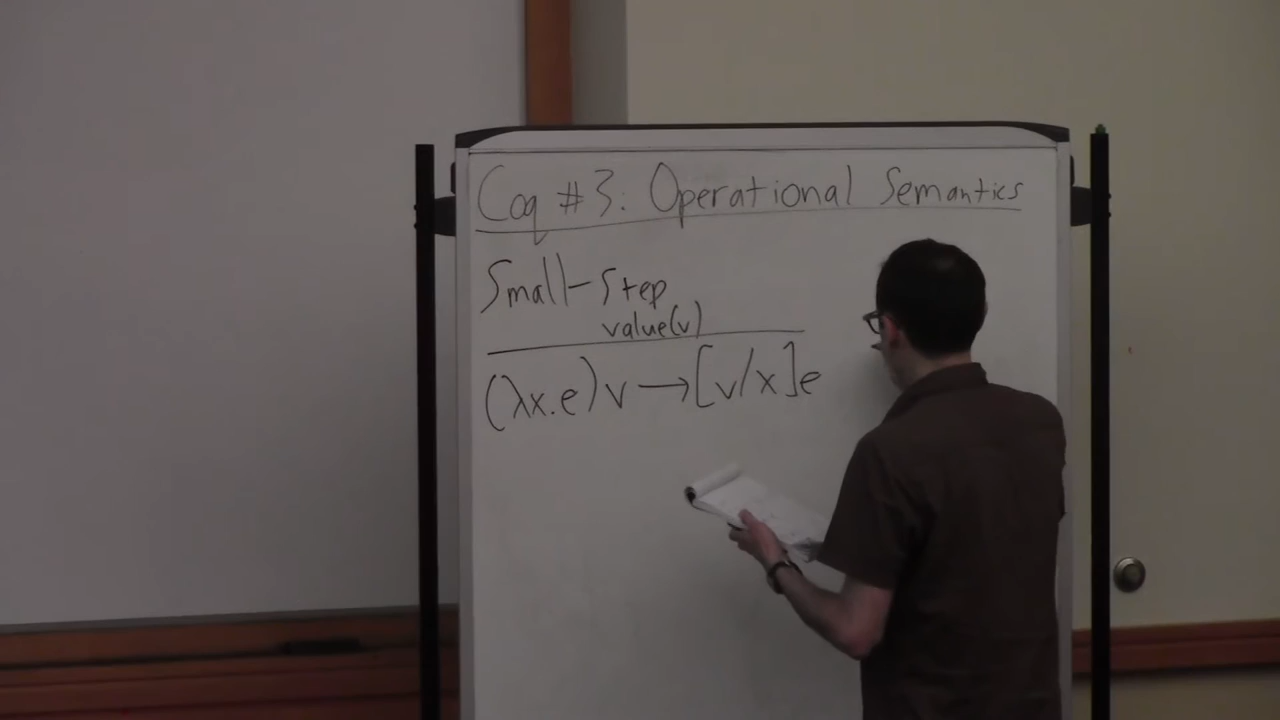 Coq #3: Operational Semantics
Small-Step
value(v)
(λx.e)v→[v/x]e